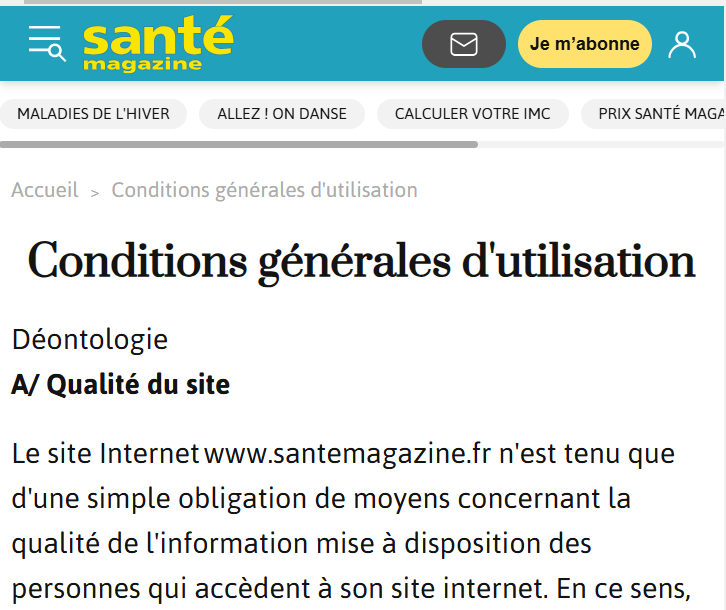 santé
magazine
Je m'abonne
MALADIES DE L'HIVER
ALLEZ ! ON DANSE
CALCULER VOTRE IMC
PRIX SANTÉ MAGA
Accueil > Conditions générales d'utilisation
Conditions générales d'utilisation
Déontologie
A/ Qualité du site
Le site Internet www.santemagazine.fr n'est tenu que
d'une simple obligation de moyens concernant la
qualité de l'information mise à disposition des
personnes qui accèdent à son site internet. En ce sens,